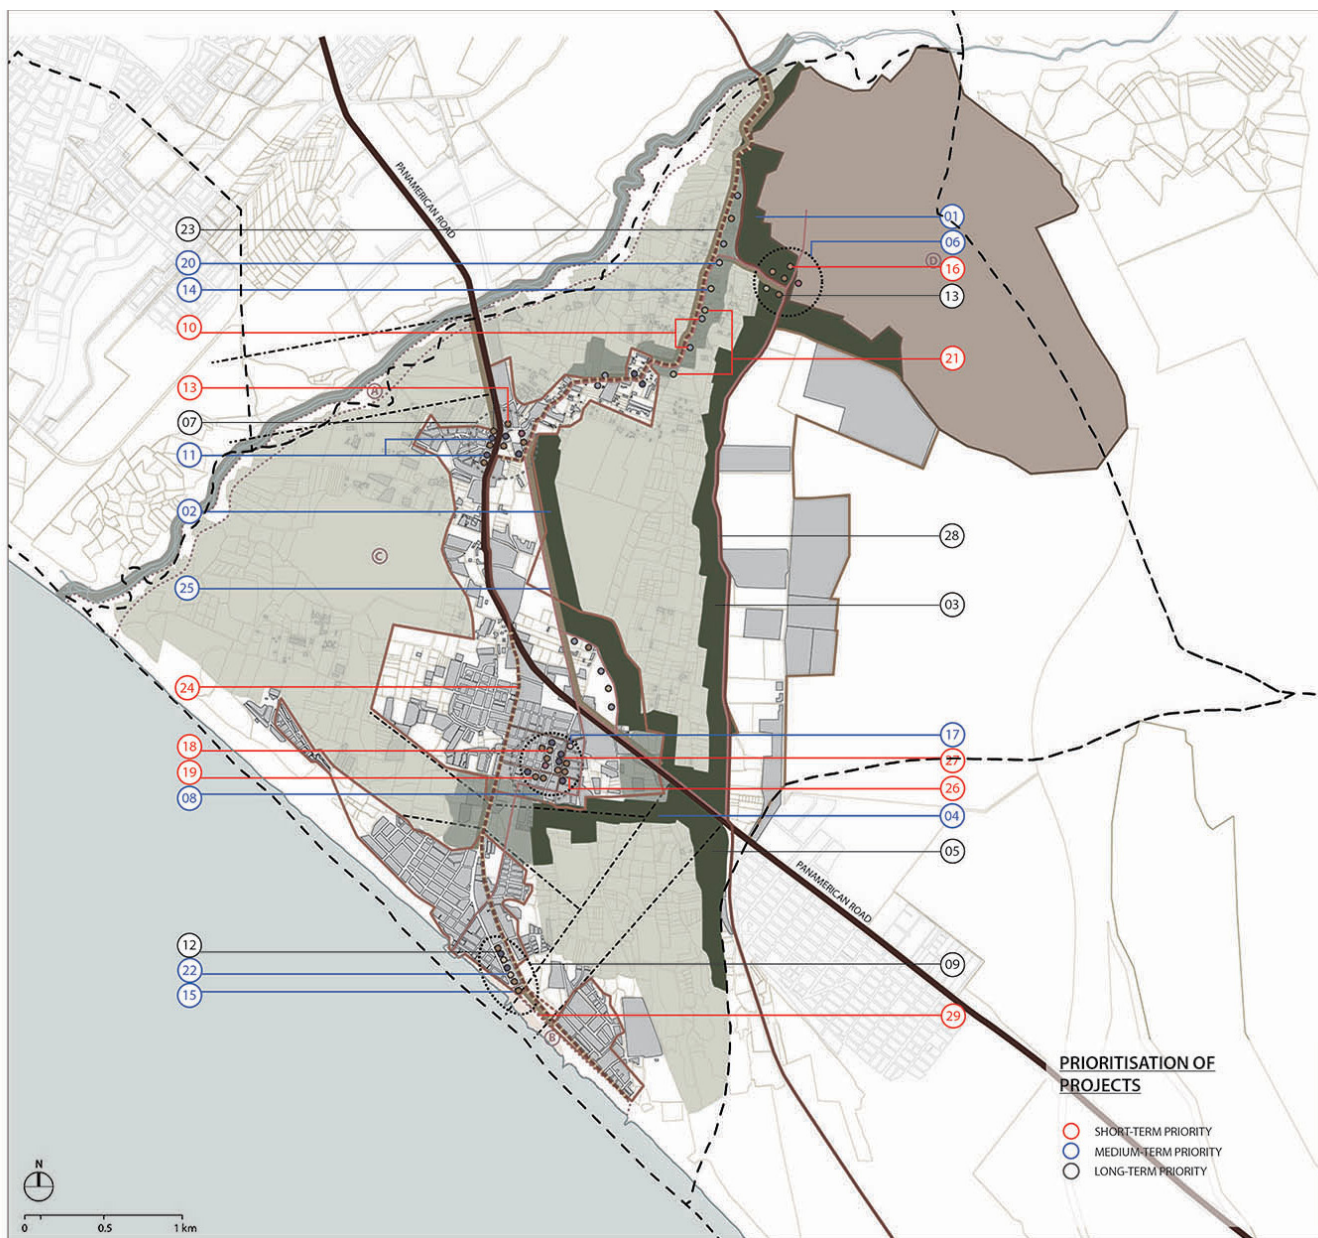 PANAMERICAN ROAD
23
20
14
10
13
07
11
02
25
24
18
19
08
12
22
15
01
06
D
16
13
21
28
03
17
27
26
04
05
09
29
A
C
B
PANAMERICAN ROAD
PRIORITISATION OF
PROJECTS
SHORT-TERM PRIORITY
MEDIUM-TERM PRIORITY
LONG-TERM PRIORITY
N
0 0.5 1 km